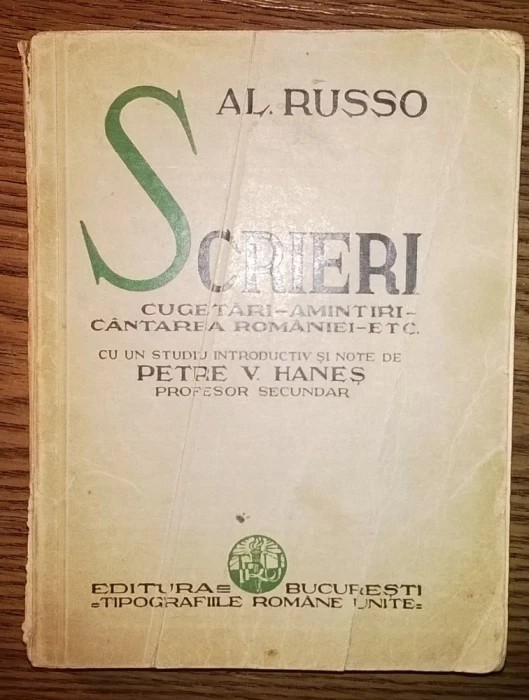 AL. RUSSO
SCRIERI
CUGETĂRI-AMINTIRI-
CÂNTAREA ROMÂNIEI-ETC.
CU UN STUDIU INTRODUCTIV ȘI NOTE DE
PETRE V. HANEȘ
PROFESOR SECUNDAR
EDITURA= BUCUREȘTI
=TIPOGRAFIILE ROMÂNE UNITE=